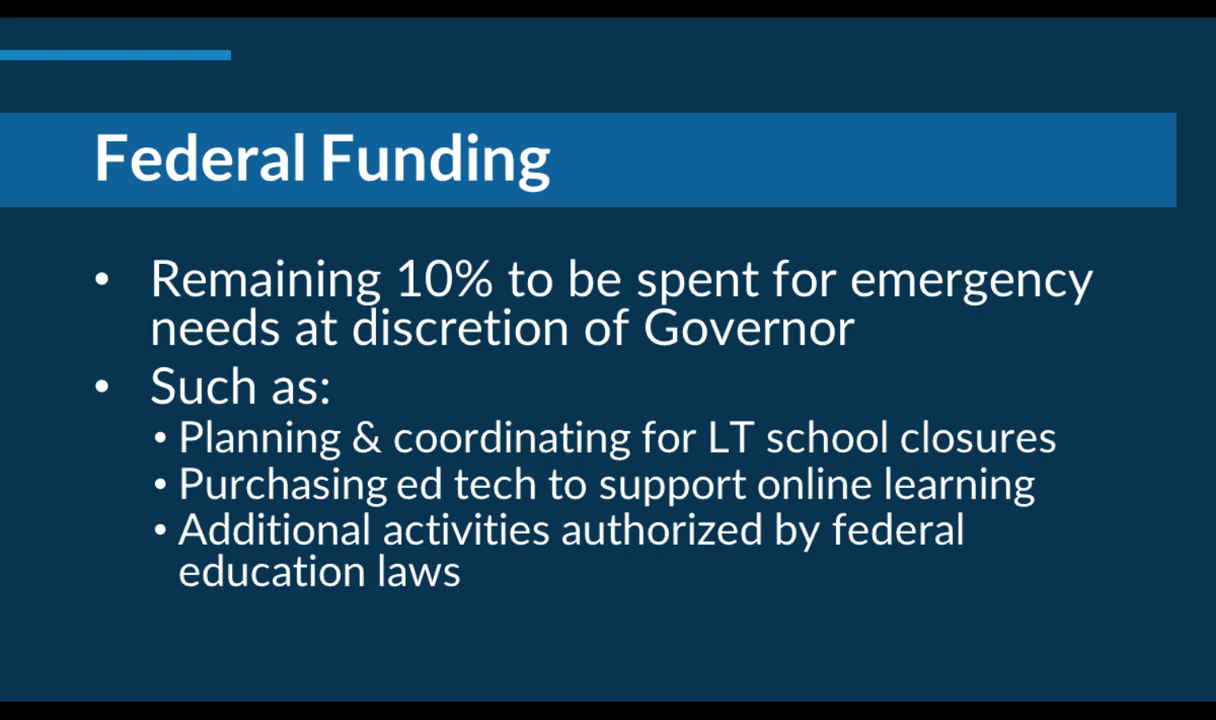 Federal Funding
• Remaining 10% to be spent for emergency
needs at discretion of Governor
• Such as:
• Planning & coordinating for LT school closures
• Purchasing ed tech to support online learning
• Additional activities authorized by federal
education laws